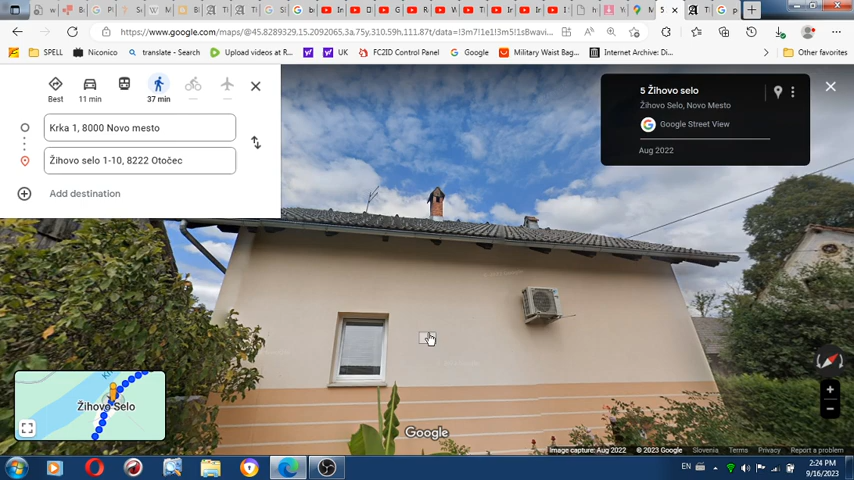 https://www.google.com/maps/@45.8289329,15.2092065,3a,75y,310.59h,111.87t/data=!3m7!1e1!3m5!1s8wavi...
SPELL
Niconico
translate - Search
Upload videos at R...
UK
FC2ID Control Panel
Google
Military Waist Bag...
Internet Archive: Di...
Other favorites
Best
11 min
37 min
Krka 1, 8000 Novo mesto
Žihovo selo 1-10, 8222 Otočec
Add destination
5 Žihovo selo
Žihovo Selo, Novo Mesto
Google Street View
Aug 2022
Žihovo Selo
Google
Image capture: Aug 2022 © 2023 Google Slovenia Terms Privacy Report a problem
EN
2:24 PM
9/16/2023